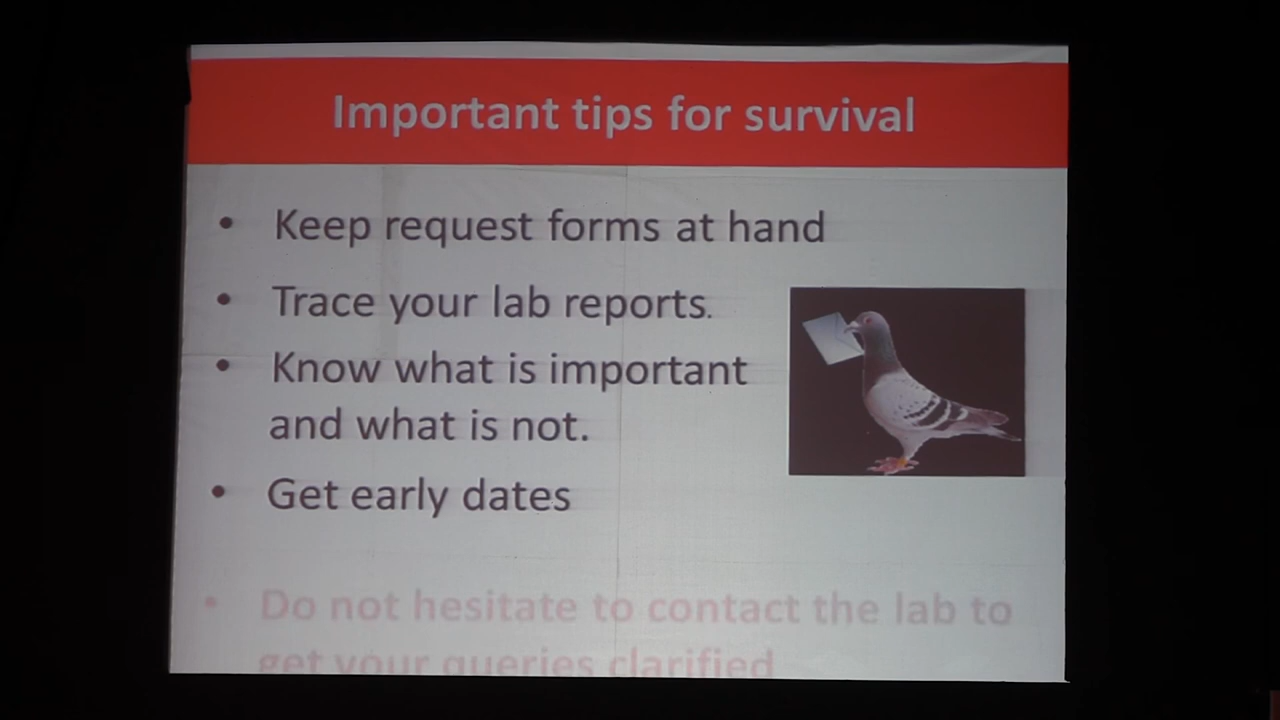 Important tips for survival
• Keep request forms at hand
• Trace your lab reports.
• Know what is important
and what is not.
• Get early dates
• Do not hesitate to contact the lab to
get your queries clarified